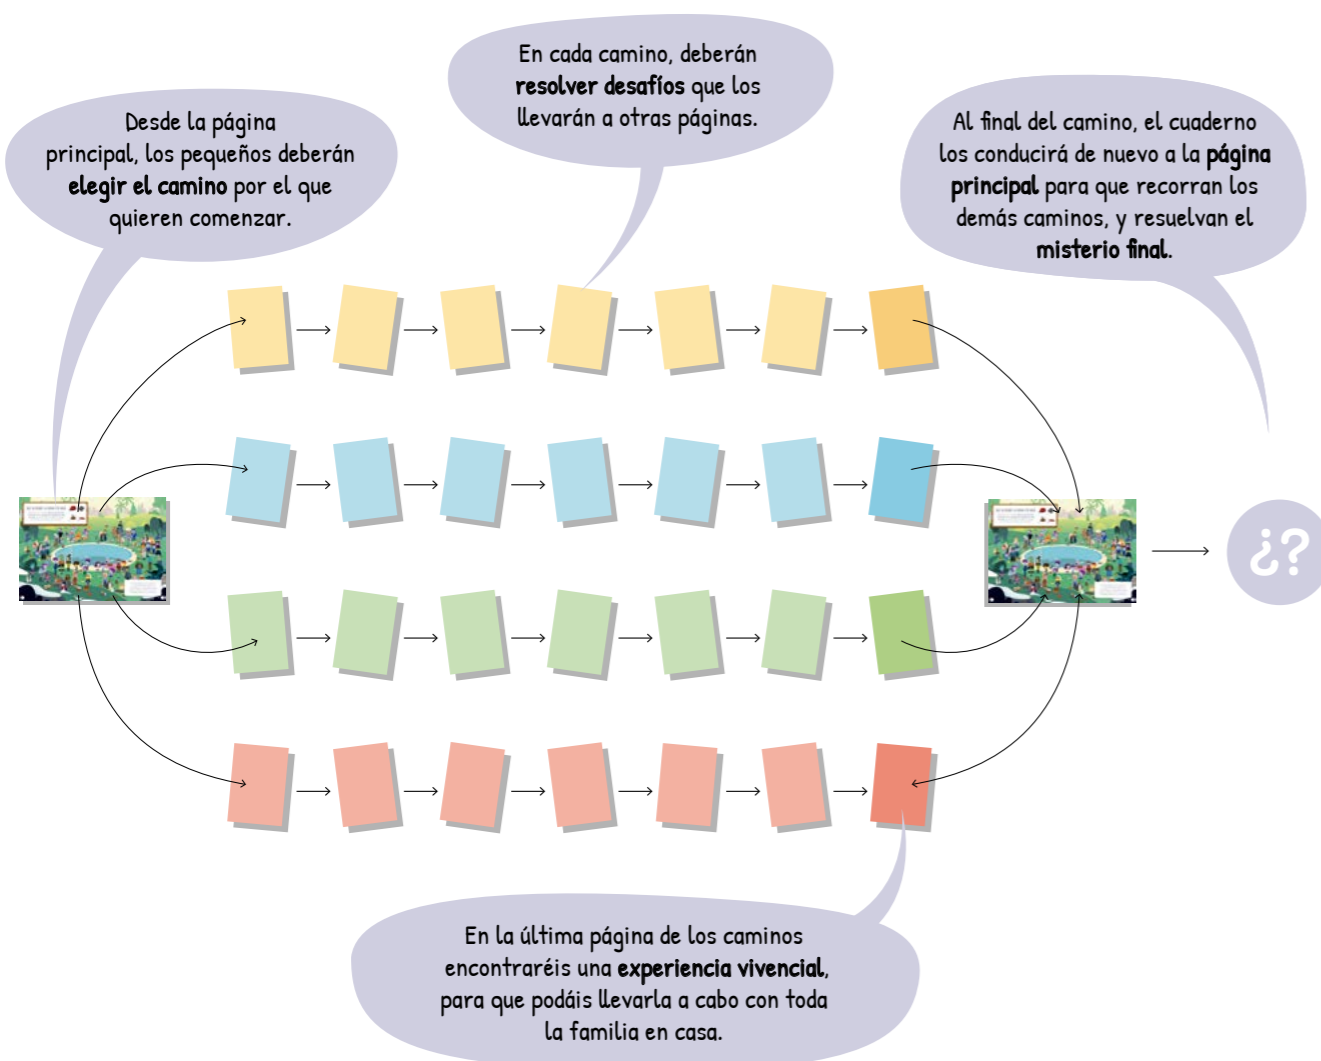 Desde la página
principal, los pequeños deberán
elegir el camino por el que
quieren comenzar.
En cada camino, deberán
resolver desafíos que los
llevarán a otras páginas.
Al final del camino, el cuaderno
los conducirá de nuevo a la página
principal para que recorran los
demás caminos, y resuelvan el
misterio final.
¿?
En la última página de los caminos
encontraréis una experiencia vivencial,
para que podáis llevarla a cabo con toda
la familia en casa.